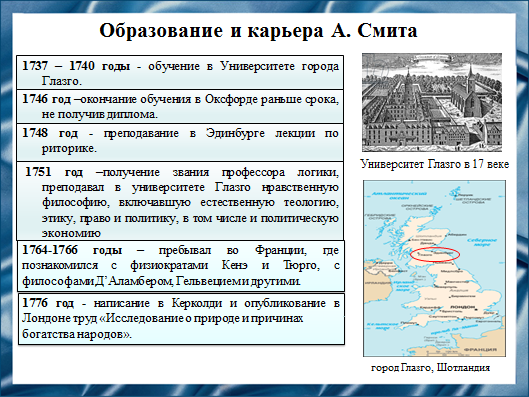 Образование и карьера А. Смита
1737 – 1740 годы - обучение в Университете города
Глазго.
1746 год –окончание обучения в Оксфорде раньше срока,
не получив диплома.
1748 год - преподавание в Эдинбурге лекции по
риторике.
1751 год –получение звания профессора логики,
преподавал в университете Глазго нравственную
философию, включавшую естественную теологию,
этику, право и политику, в том числе и политическую
экономию
1764-1766 годы – пребывал во Франции, где
познакомился с физиократами Кенэ и Тюрго, с
философами Д’Аламбером, Гельвецием и другими.
1776 год - написание в Керколди и опубликование в
Лондоне труд «Исследование о природе и причинах
богатства народов».
Университет Глазго в 17 веке
Северное
море
ЛОНДОН
ФРАНЦИЯ
город Глазго, Шотландия